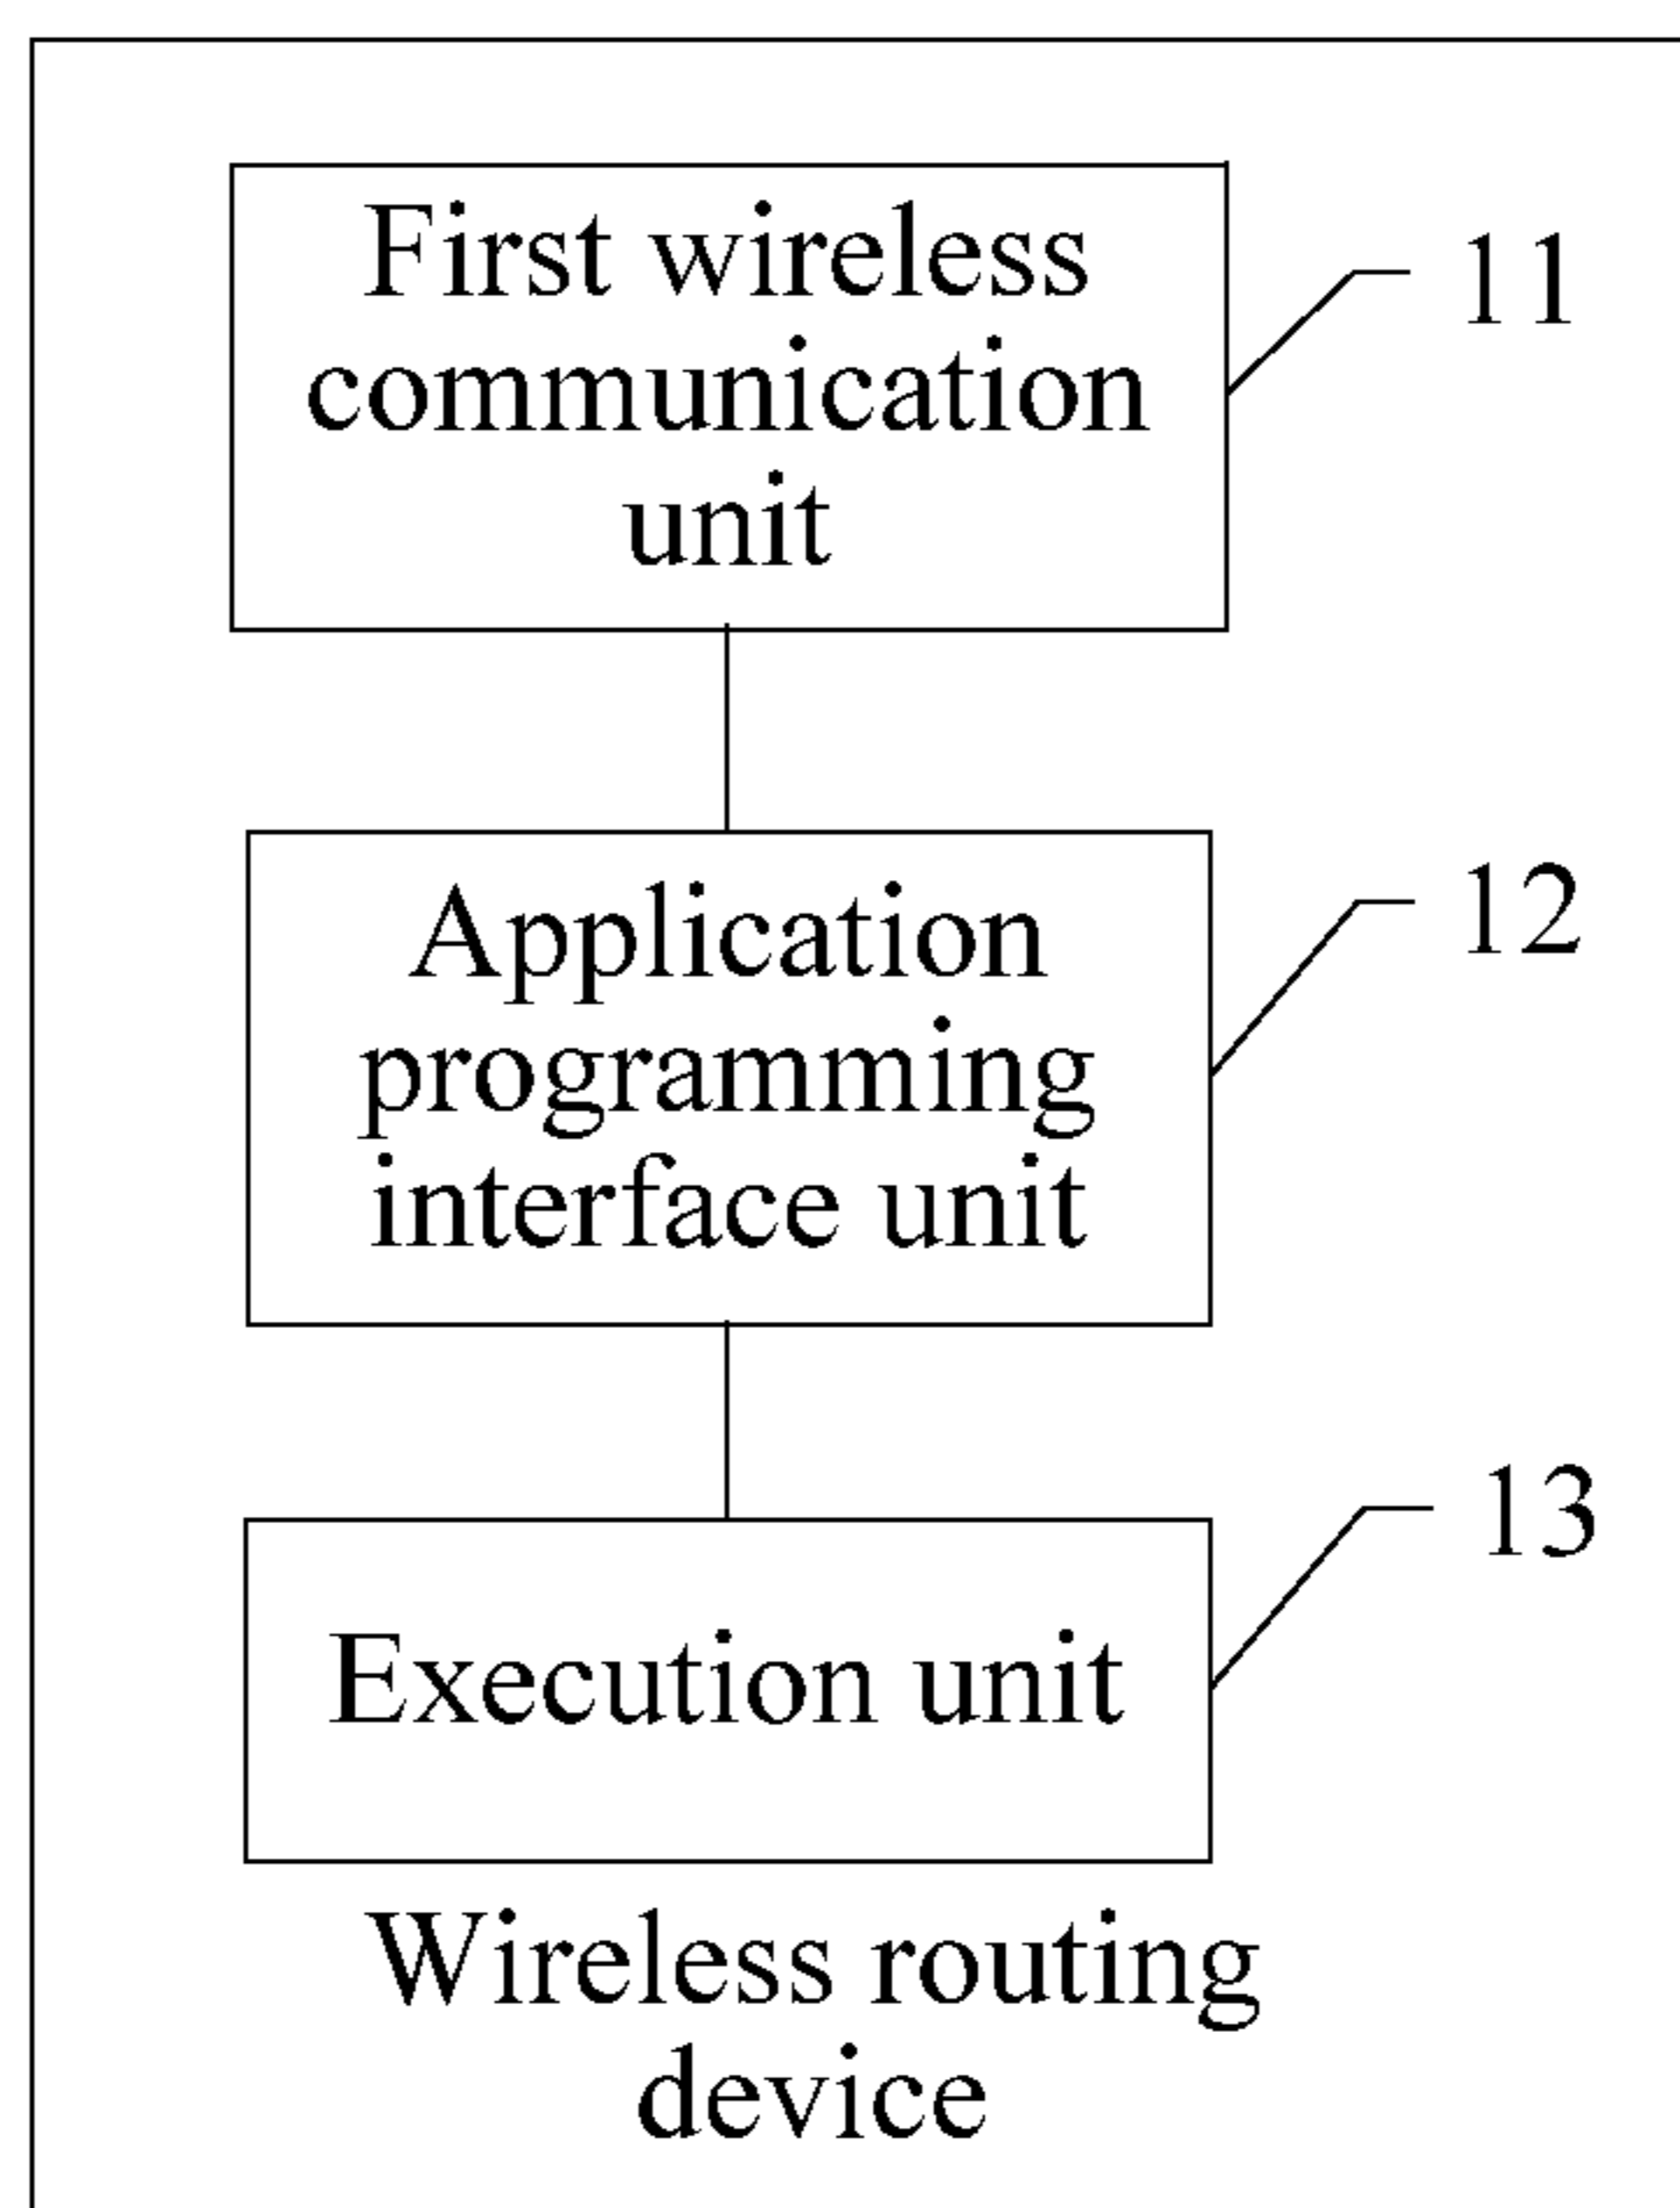 First wireless
communication
unit
11
Application
programming
interface unit
12
Execution unit
13
Wireless routing
device